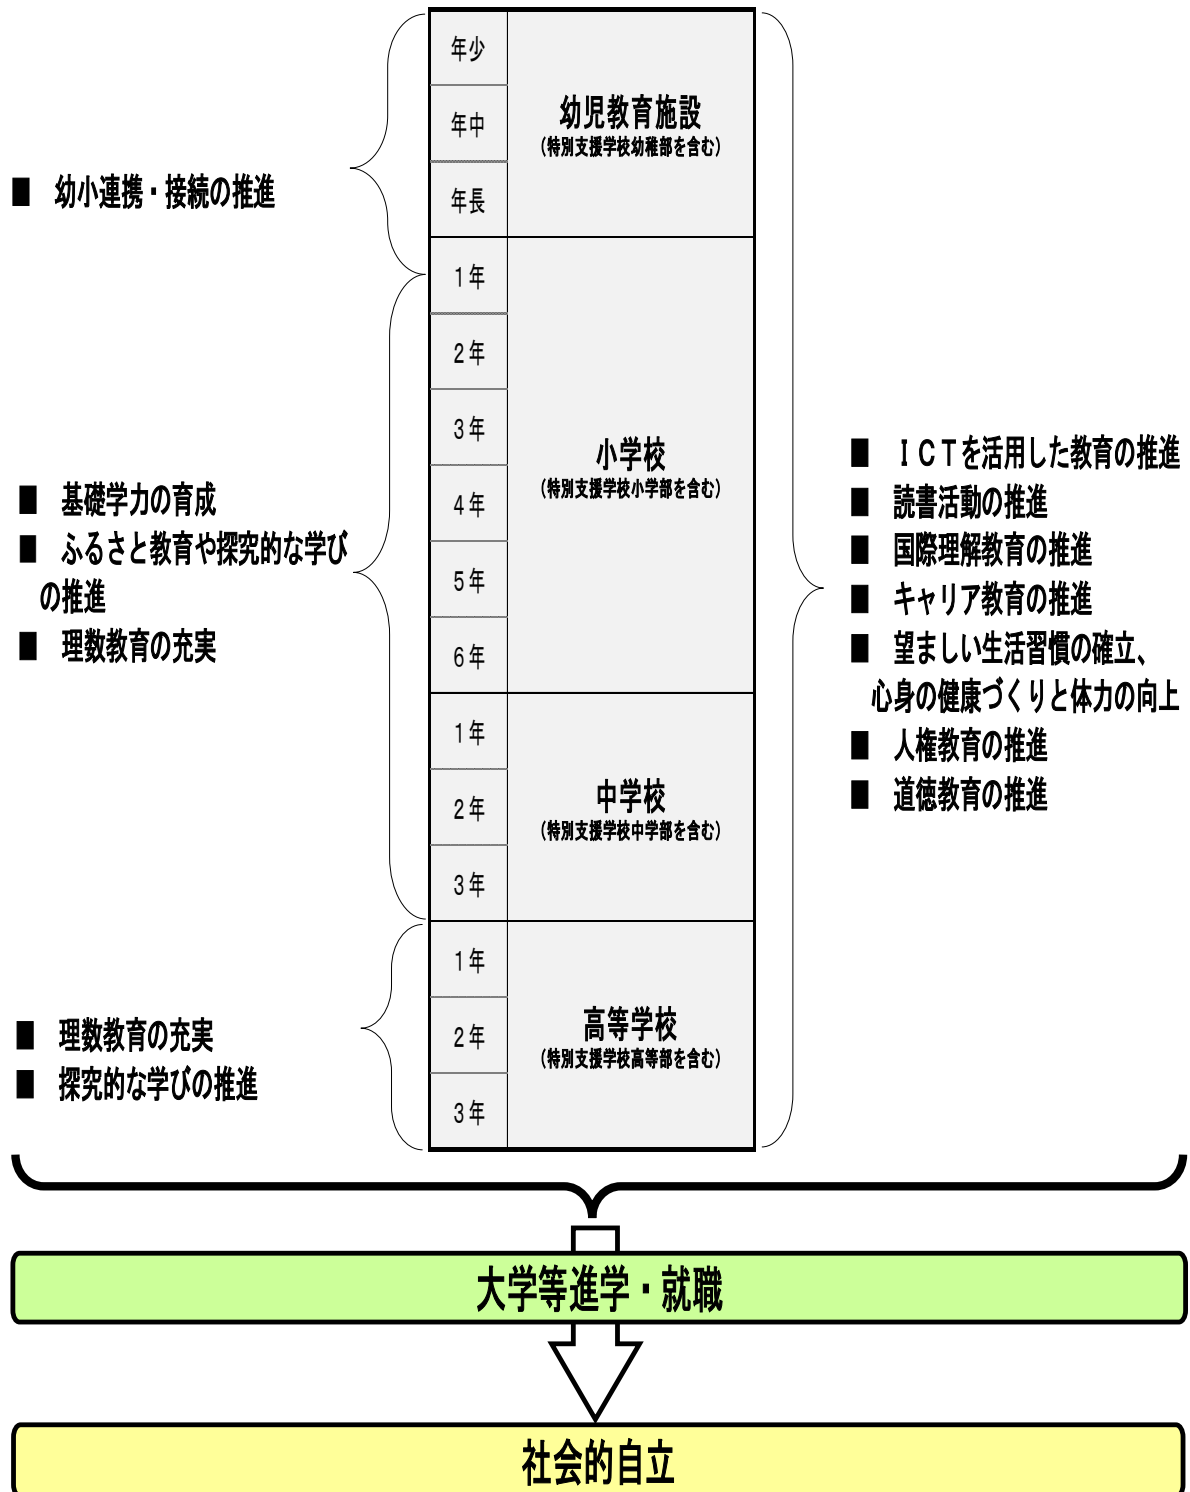 ■　幼小連携・接続の推進
■　基礎学力の育成
■　ふるさと教育や探究的な学び
の推進
■　理数教育の充実
■　理数教育の充実
■　探究的な学びの推進
年少
年中
年長
幼児教育施設
（特別支援学校幼稚部を含む）
１年
２年
３年
４年
５年
６年
小学校
（特別支援学校小学部を含む）
１年
２年
３年
中学校
（特別支援学校中学部を含む）
１年
２年
３年
高等学校
（特別支援学校高等部を含む）
■　ＩＣＴを活用した教育の推進
■　読書活動の推進
■　国際理解教育の推進
■　キャリア教育の推進
■　望ましい生活習慣の確立、
心身の健康づくりと体力の向上
■　人権教育の推進
■　道徳教育の推進
大学等進学・就職
社会的自立